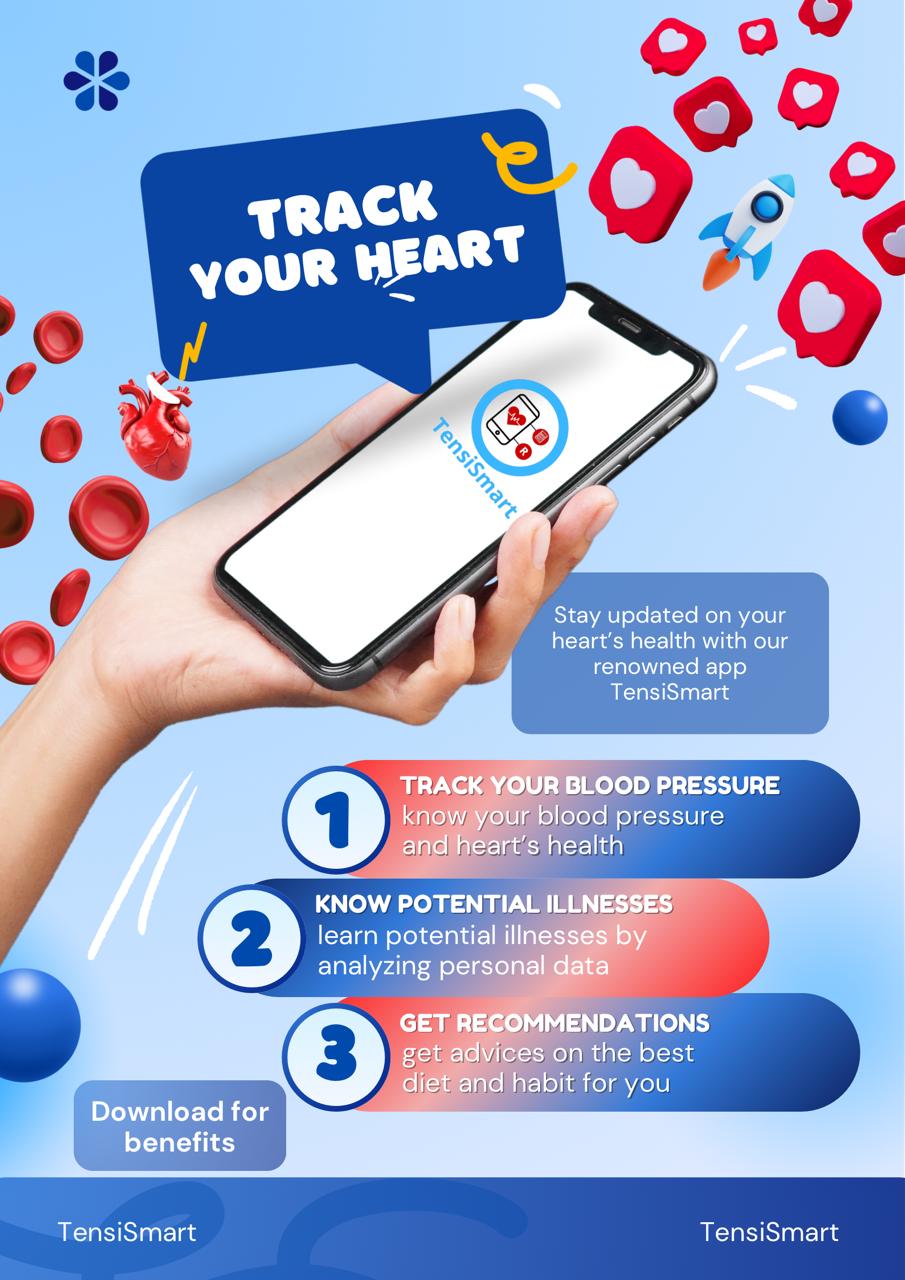 TRACK
YOUR HEART
TensiSmart
R
Stay updated on your
heart's health with our
renowned app
TensiSmart
1
TRACK YOUR BLOOD PRESSURE
know your blood pressure
and heart's health
2
KNOW POTENTIAL ILLNESSES
learn potential illnesses by
analyzing personal data
3
GET RECOMMENDATIONS
get advices on the best
diet and habit for you
Download for
benefits
TensiSmart
TensiSmart